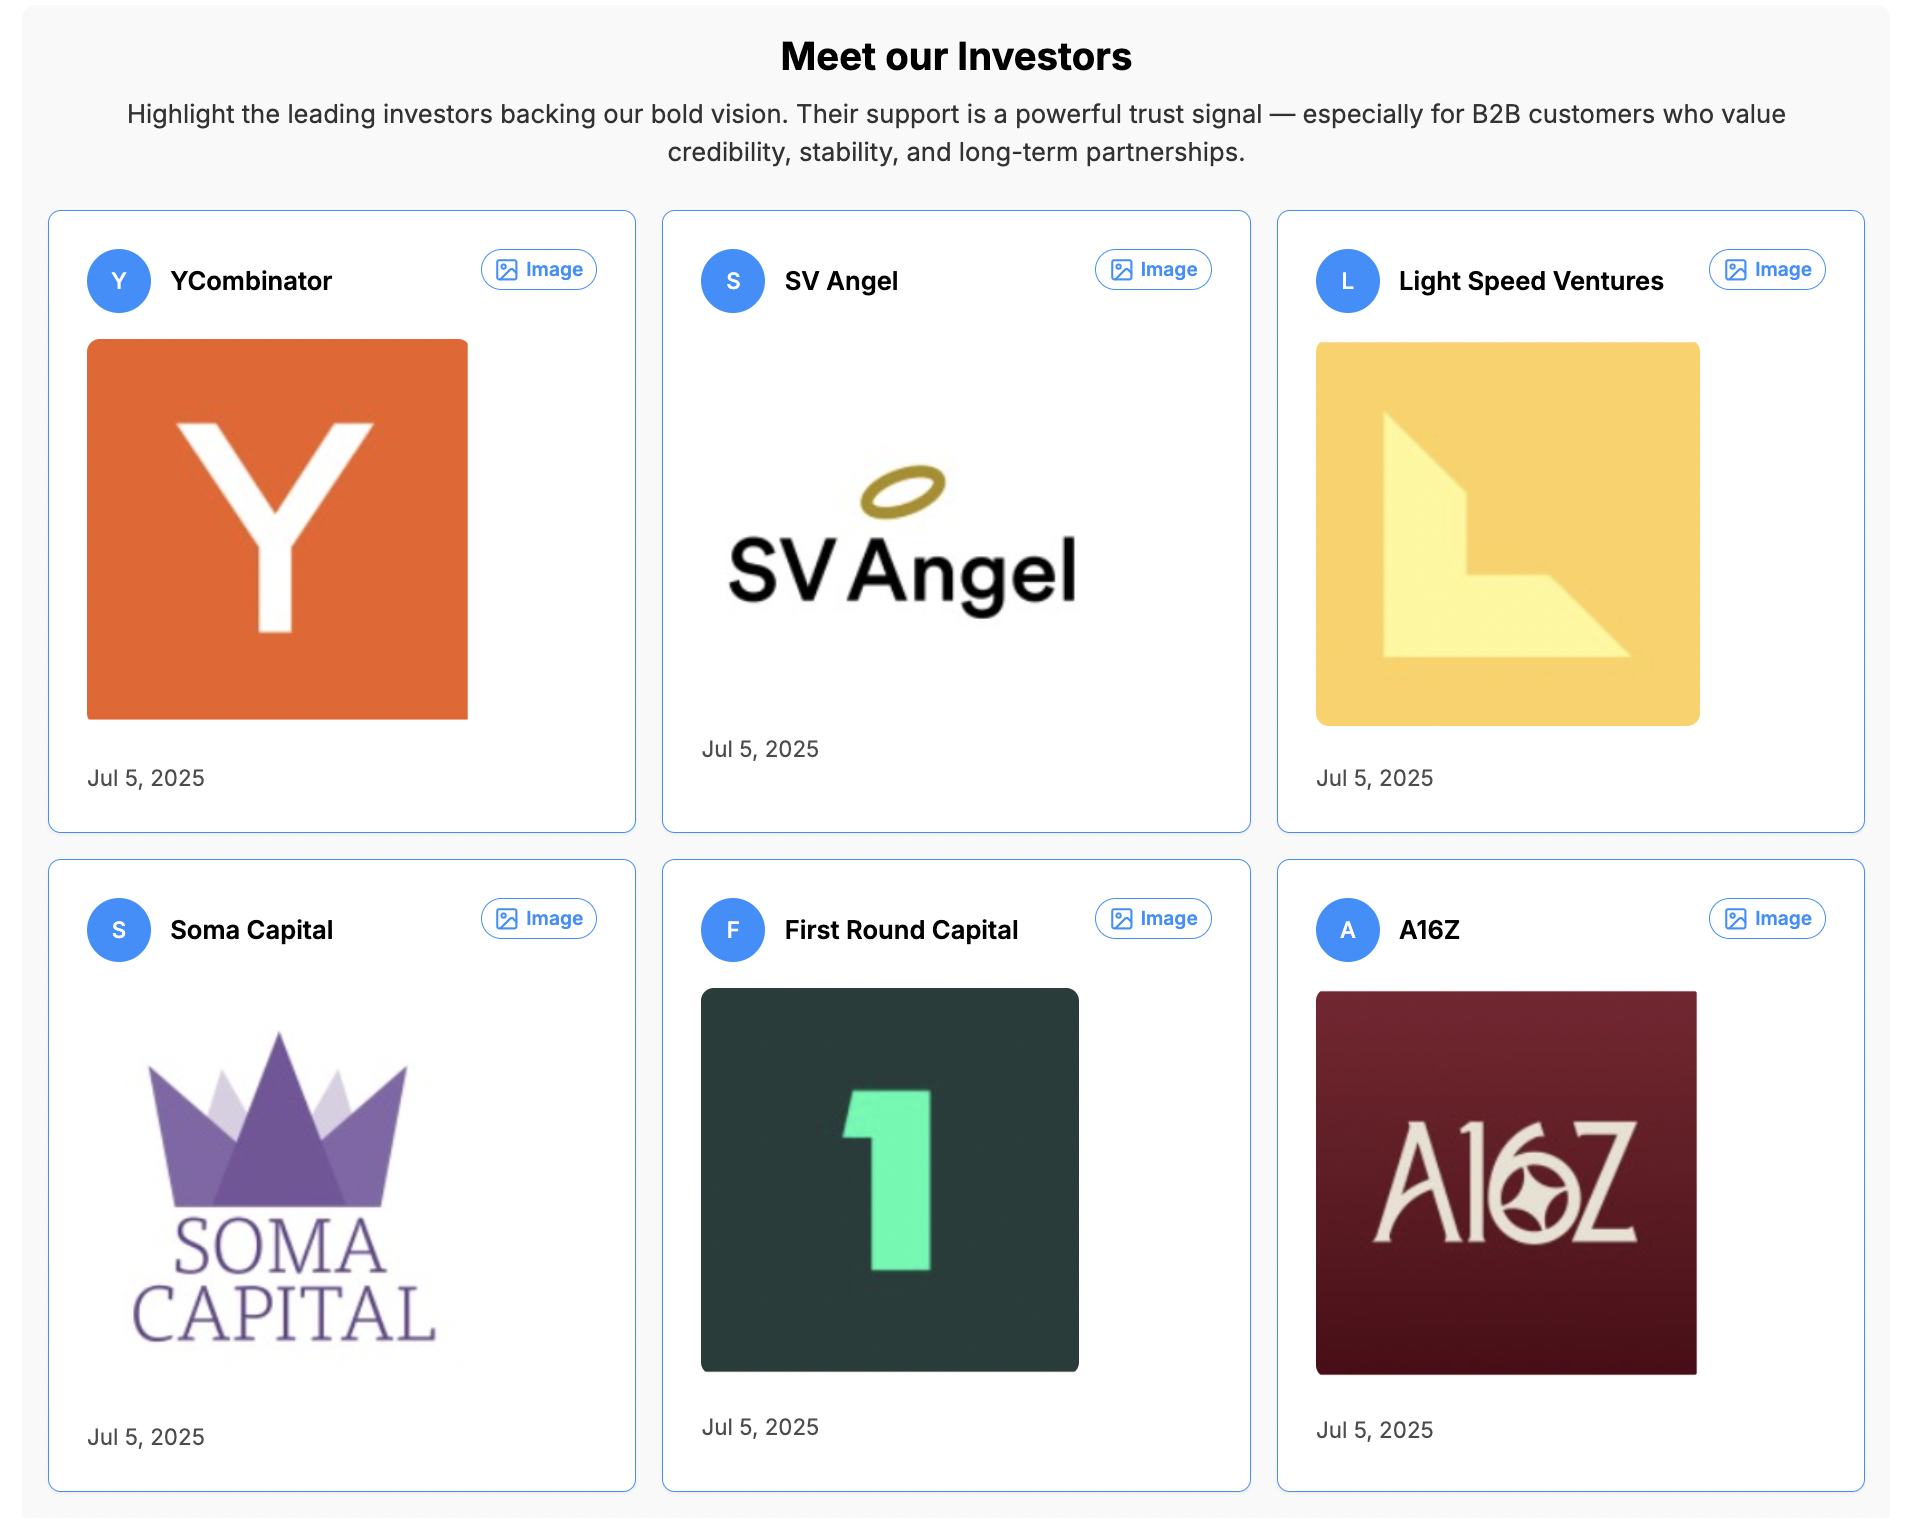 Meet our Investors
Highlight the leading investors backing our bold vision. Their support is a powerful trust signal — especially for B2B customers who value
credibility, stability, and long-term partnerships.
Y YCombinator Image
Y
Jul 5, 2025
S SV Angel Image
SV Angel
Jul 5, 2025
L Light Speed Ventures Image
L
Jul 5, 2025
S Soma Capital Image
SOMA
CAPITAL
Jul 5, 2025
F First Round Capital Image
1
Jul 5, 2025
A A16Z Image
A16Z
Jul 5, 2025